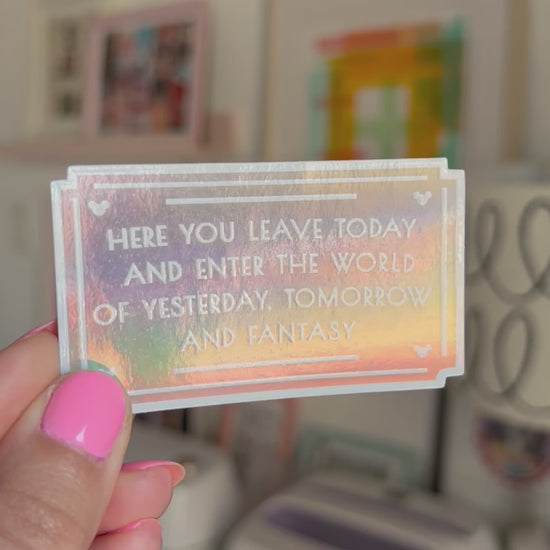 HERE YOU LEAVE TODAY
AND ENTER THE WORLD
OF YESTERDAY, TOMORROW
AND FANTASY